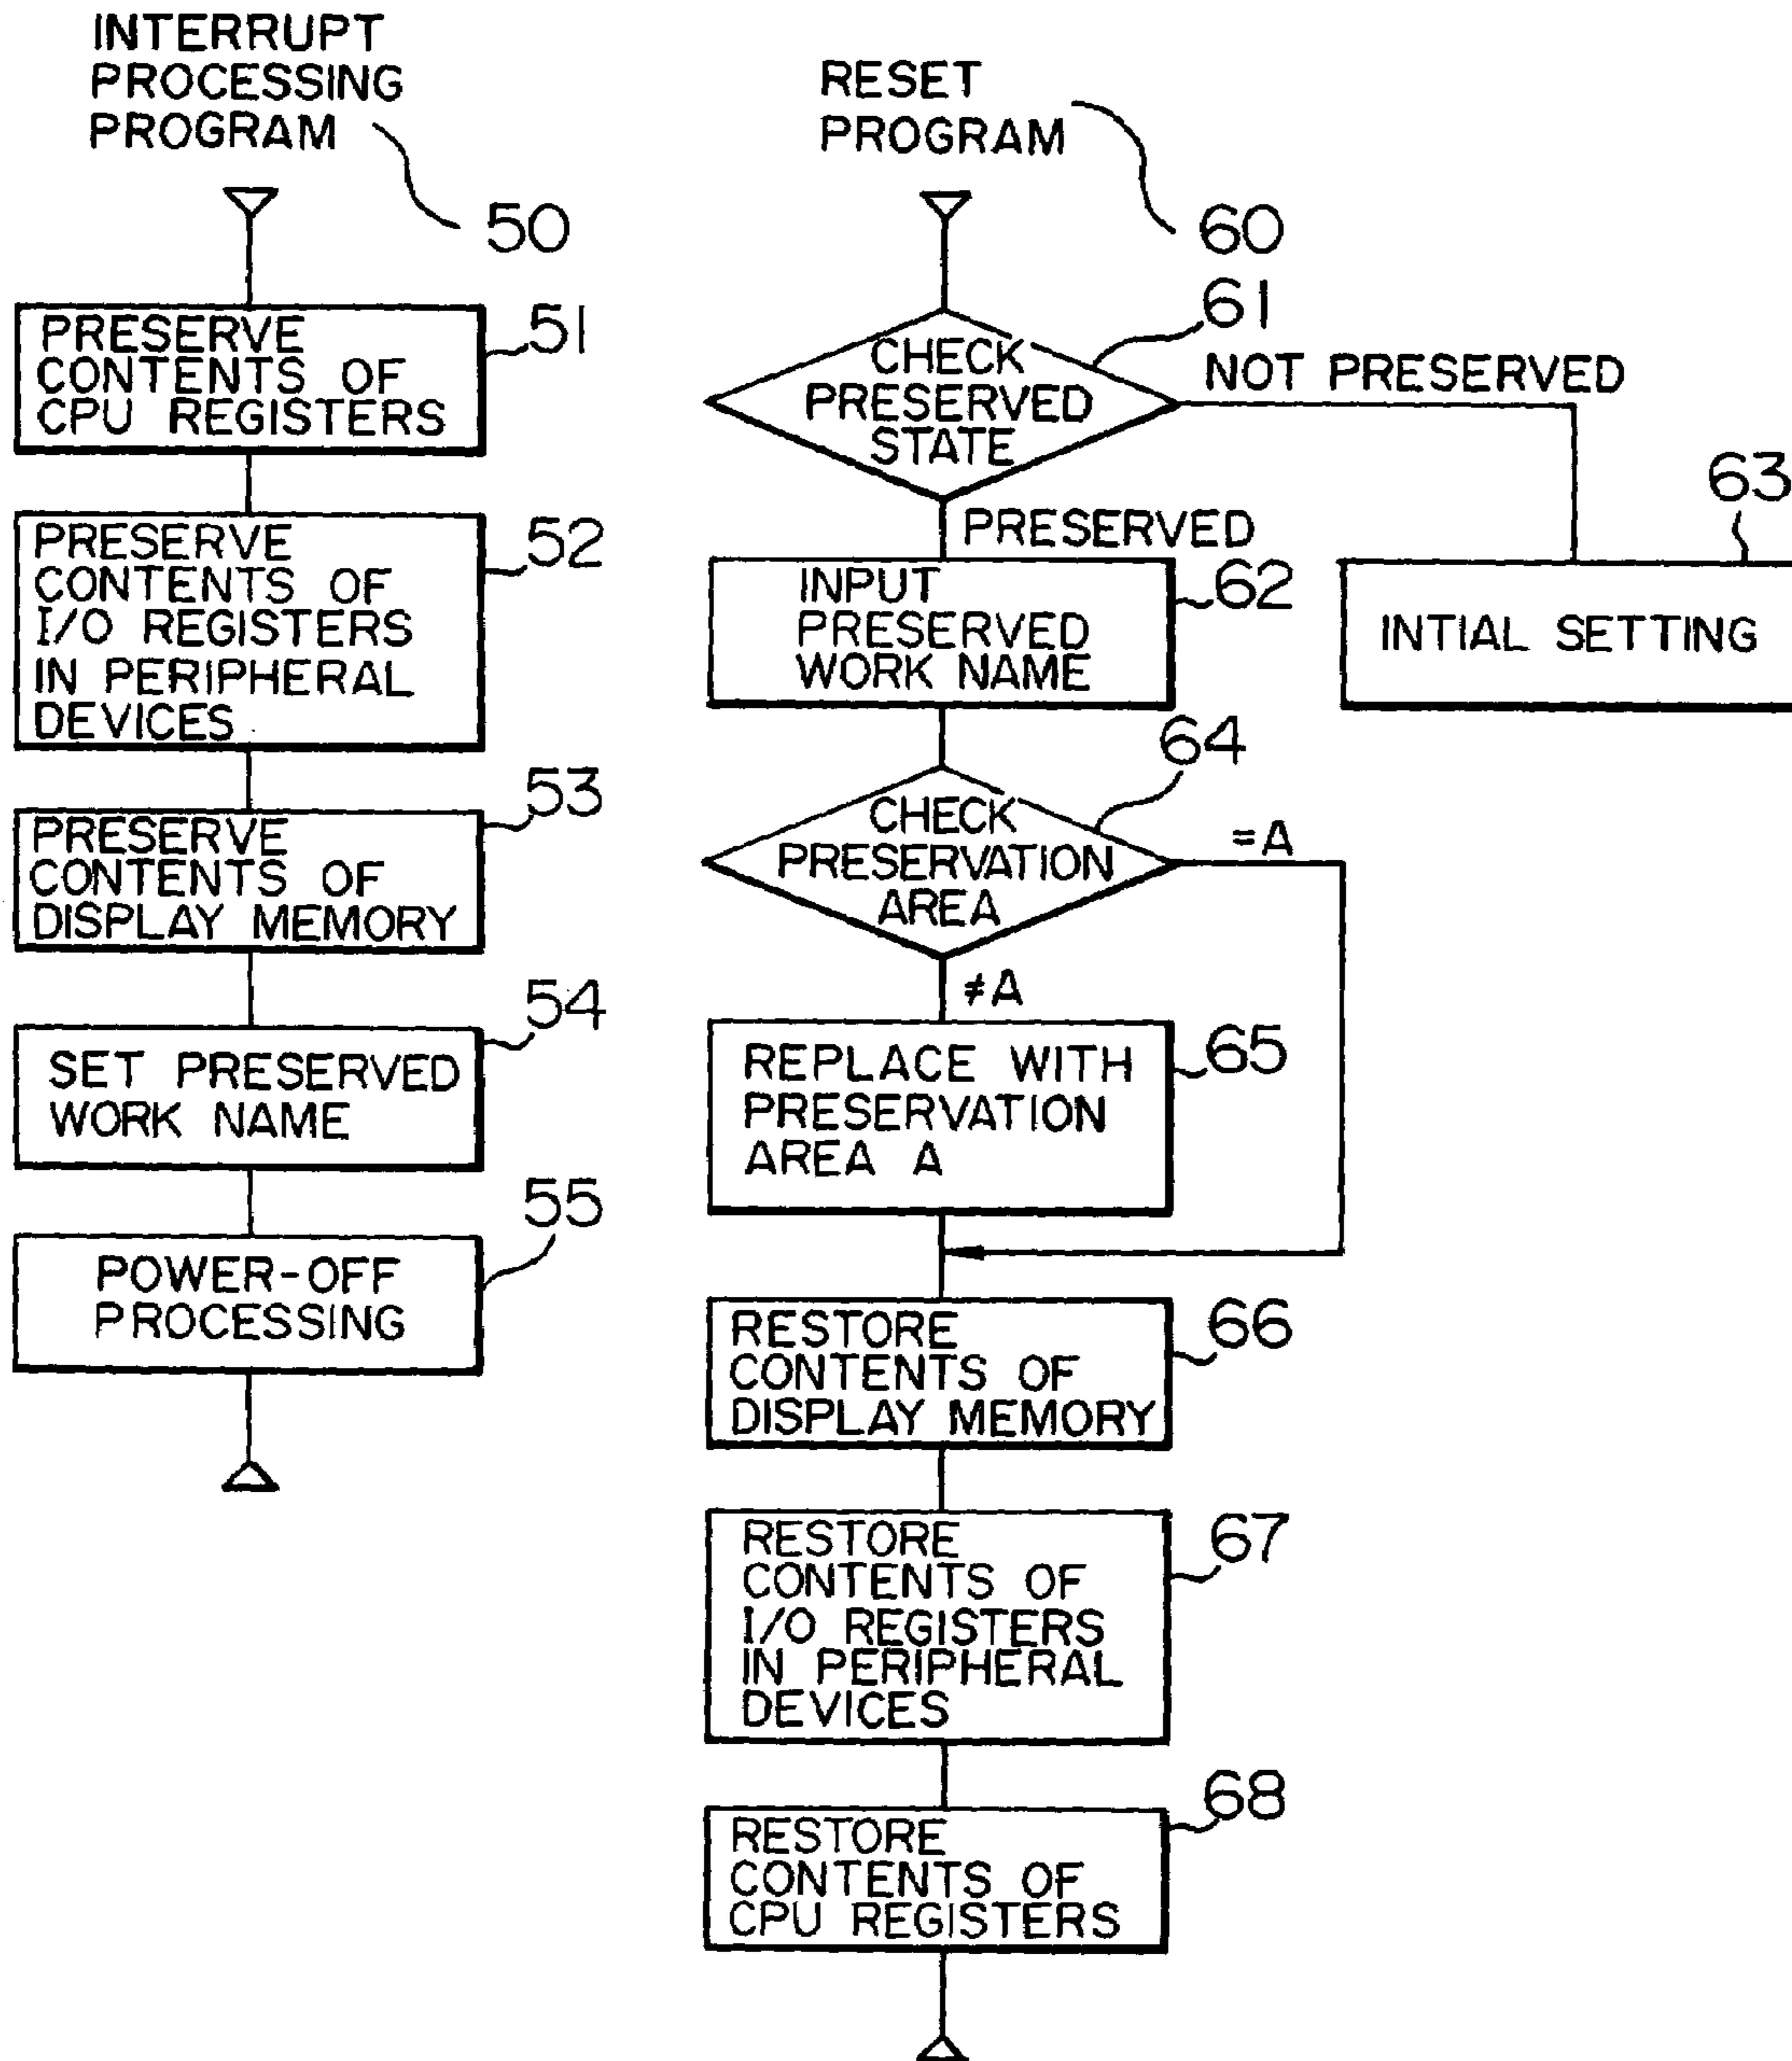 INTERRUPT
PROCESSING
PROGRAM
50
PRESERVE
CONTENTS OF
CPU REGISTERS
51
PRESERVE
CONTENTS OF
I/O REGISTERS
IN PERIPHERAL
DEVICES
52
PRESERVE
CONTENTS OF
DISPLAY MEMORY
53
SET PRESERVED
WORK NAME
54
POWER-OFF
PROCESSING
55
RESET
PROGRAM
60
CHECK
PRESERVED
STATE
61
NOT PRESERVED
PRESERVED
INPUT
PRESERVED
WORK NAME
62
INTIAL SETTING
63
CHECK
PRESERVATION
AREA
64
=A
≠A
REPLACE WITH
PRESERVATION
AREA A
65
RESTORE
CONTENTS OF
DISPLAY MEMORY
66
RESTORE
CONTENTS OF
I/O REGISTERS
IN PERIPHERAL
DEVICES
67
RESTORE
CONTENTS OF
CPU REGISTERS
68